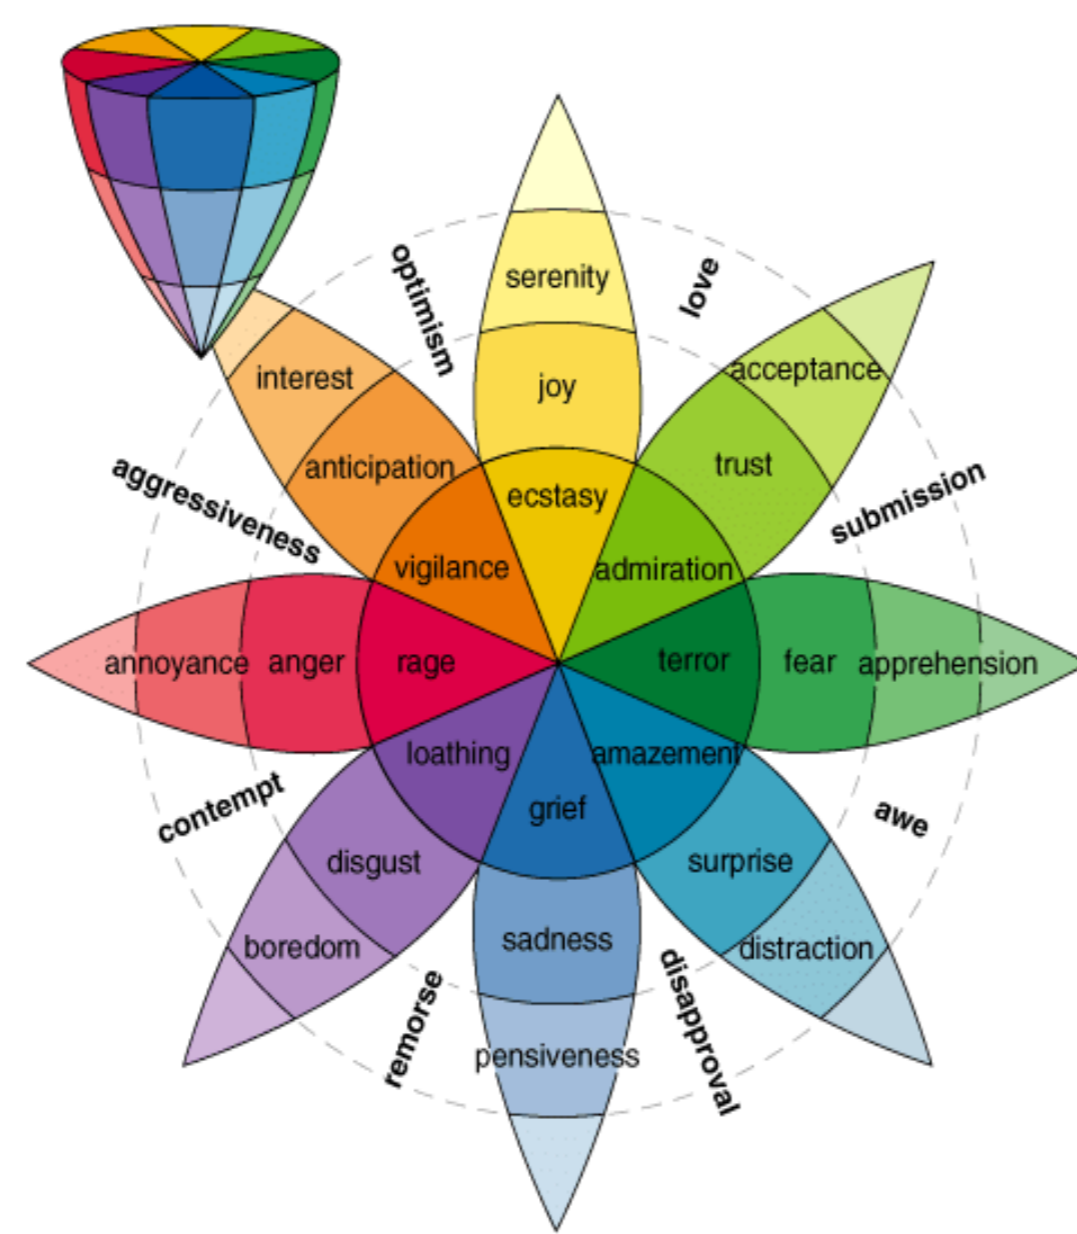 optimism
love
serenity
interest
joy
acceptance
anticipation
trust
aggressiveness
ecstasy
submission
vigilance
admiration
annoyance
anger
rage
terror
fear
apprehension
loathing
amazement
contempt
grief
awe
disgust
surprise
boredom
sadness
distraction
remorse
disapproval
pensiveness